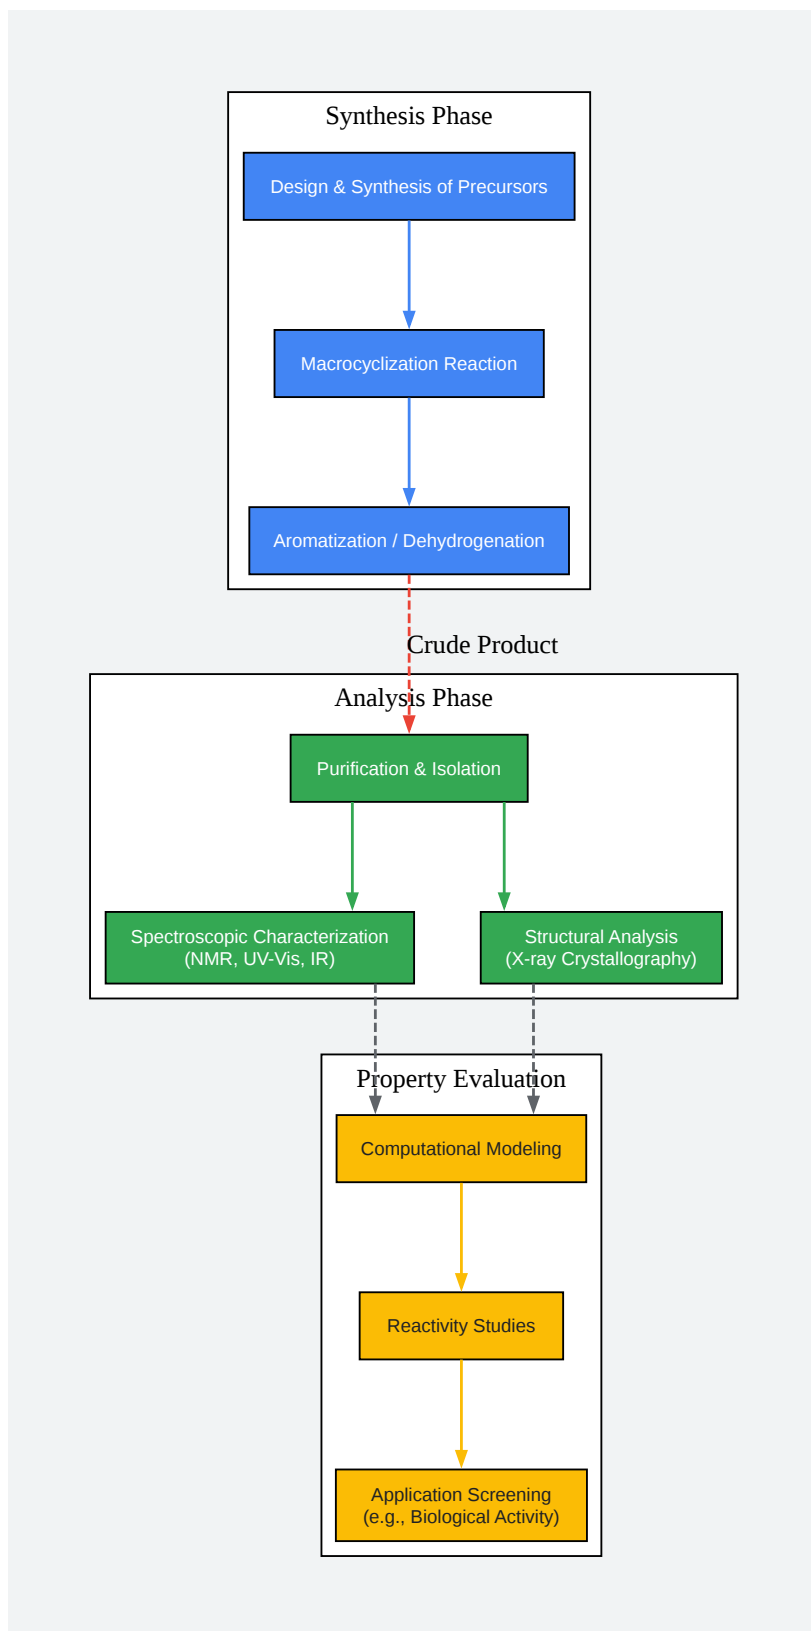 Synthesis Phase
Design & Synthesis of Precursors
Macrocyclization Reaction
Aromatization / Dehydrogenation
Crude Product
Analysis Phase
Purification & Isolation
Spectroscopic Characterization
(NMR, UV-Vis, IR)
Structural Analysis
(X-ray Crystallography)
Property Evaluation
Computational Modeling
Reactivity Studies
Application Screening
(e.g., Biological Activity)